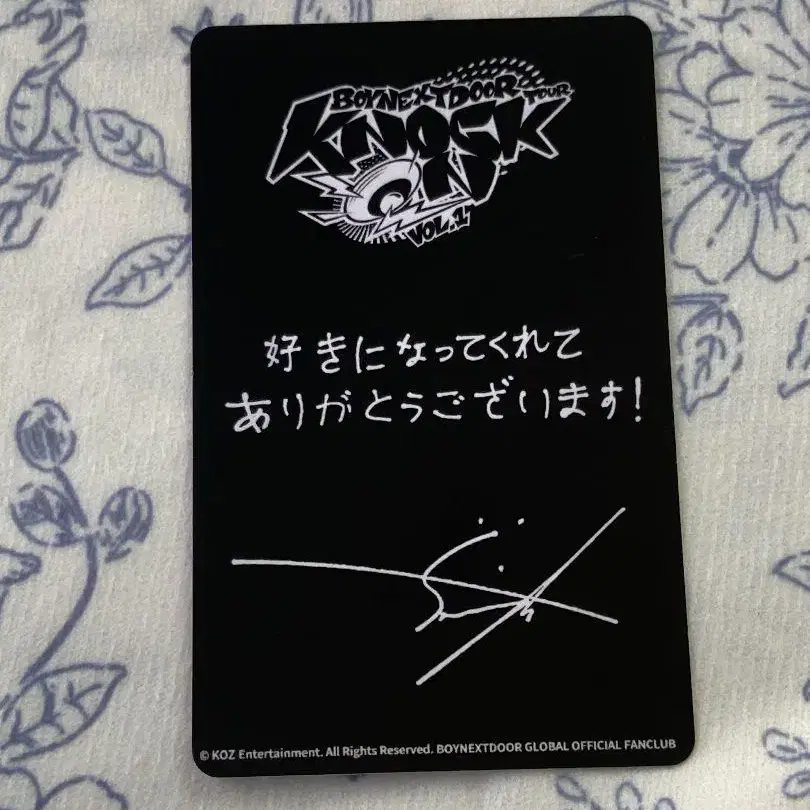 BOYNEXTDOOR TOUR
KNOCK
ON
VOL.1
好きになってくれて
ありがとうございます!
© KOZ Entertainment. All Rights Reserved. BOYNEXTDOOR GLOBAL OFFICIAL FANCLUB